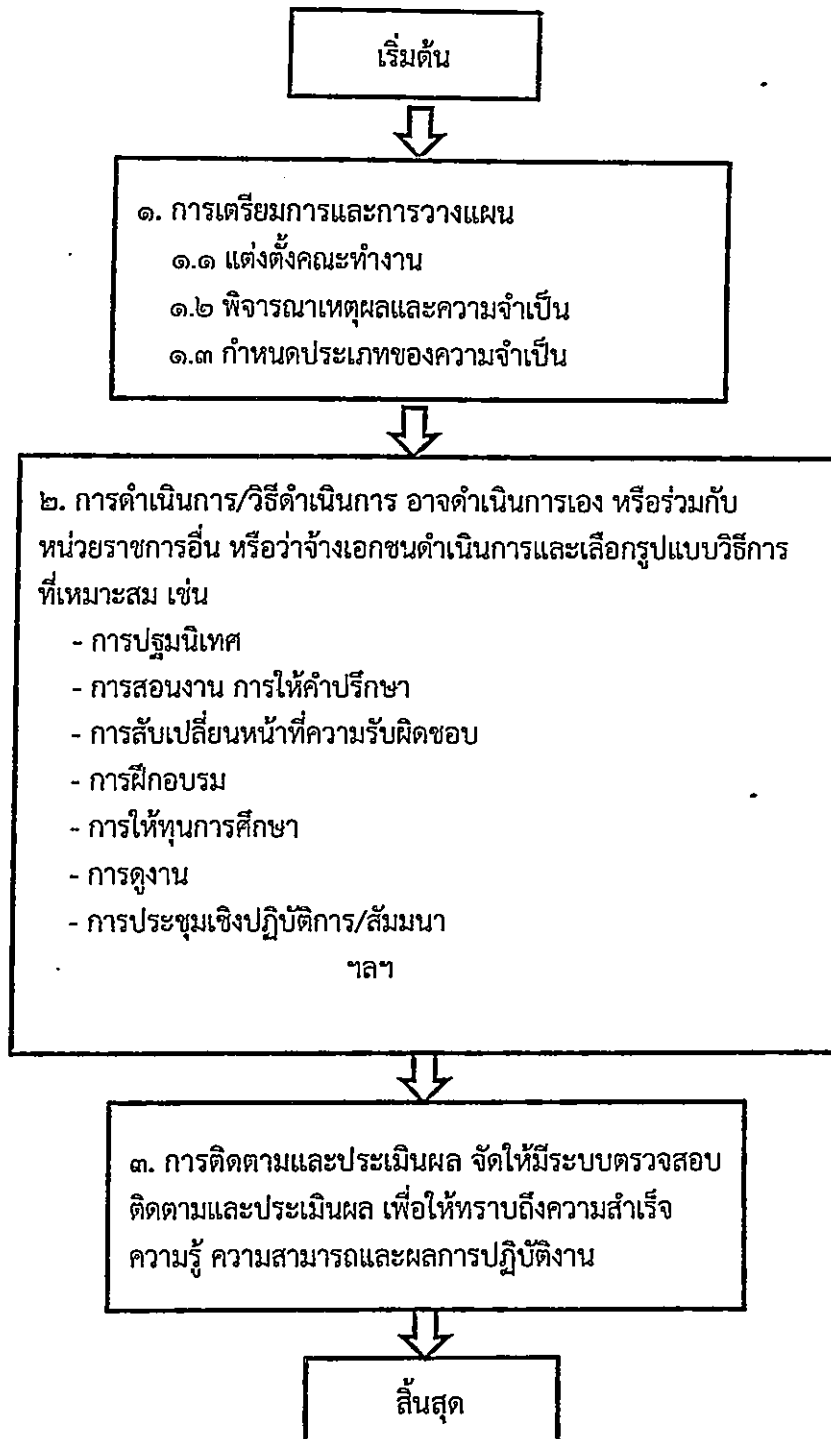 เริ่มต้น
๑. การเตรียมการและการวางแผน
๑.๑ แต่งตั้งคณะทำงาน
๑.๒ พิจารณาเหตุผลและความจำเป็น
๑.๓ กำหนดประเภทของความจำเป็น
๒. การดำเนินการ/วิธีดำเนินการ อาจดำเนินการเอง หรือร่วมกับ
หน่วยราชการอื่น หรือว่าจ้างเอกชนดำเนินการและเลือกรูปแบบวิธีการ
ที่เหมาะสม เช่น
- การปฐมนิเทศ
- การสอนงาน การให้คำปรึกษา
- การสับเปลี่ยนหน้าที่ความรับผิดชอบ
- การฝึกอบรม
- การให้ทุนการศึกษา
- การดูงาน
- การประชุมเชิงปฏิบัติการ/สัมมนา
ฯลฯ
๓. การติดตามและประเมินผล จัดให้มีระบบตรวจสอบ
ติดตามและประเมินผล เพื่อให้ทราบถึงความสำเร็จ
ความรู้ ความสามารถและผลการปฏิบัติงาน
สิ้นสุด